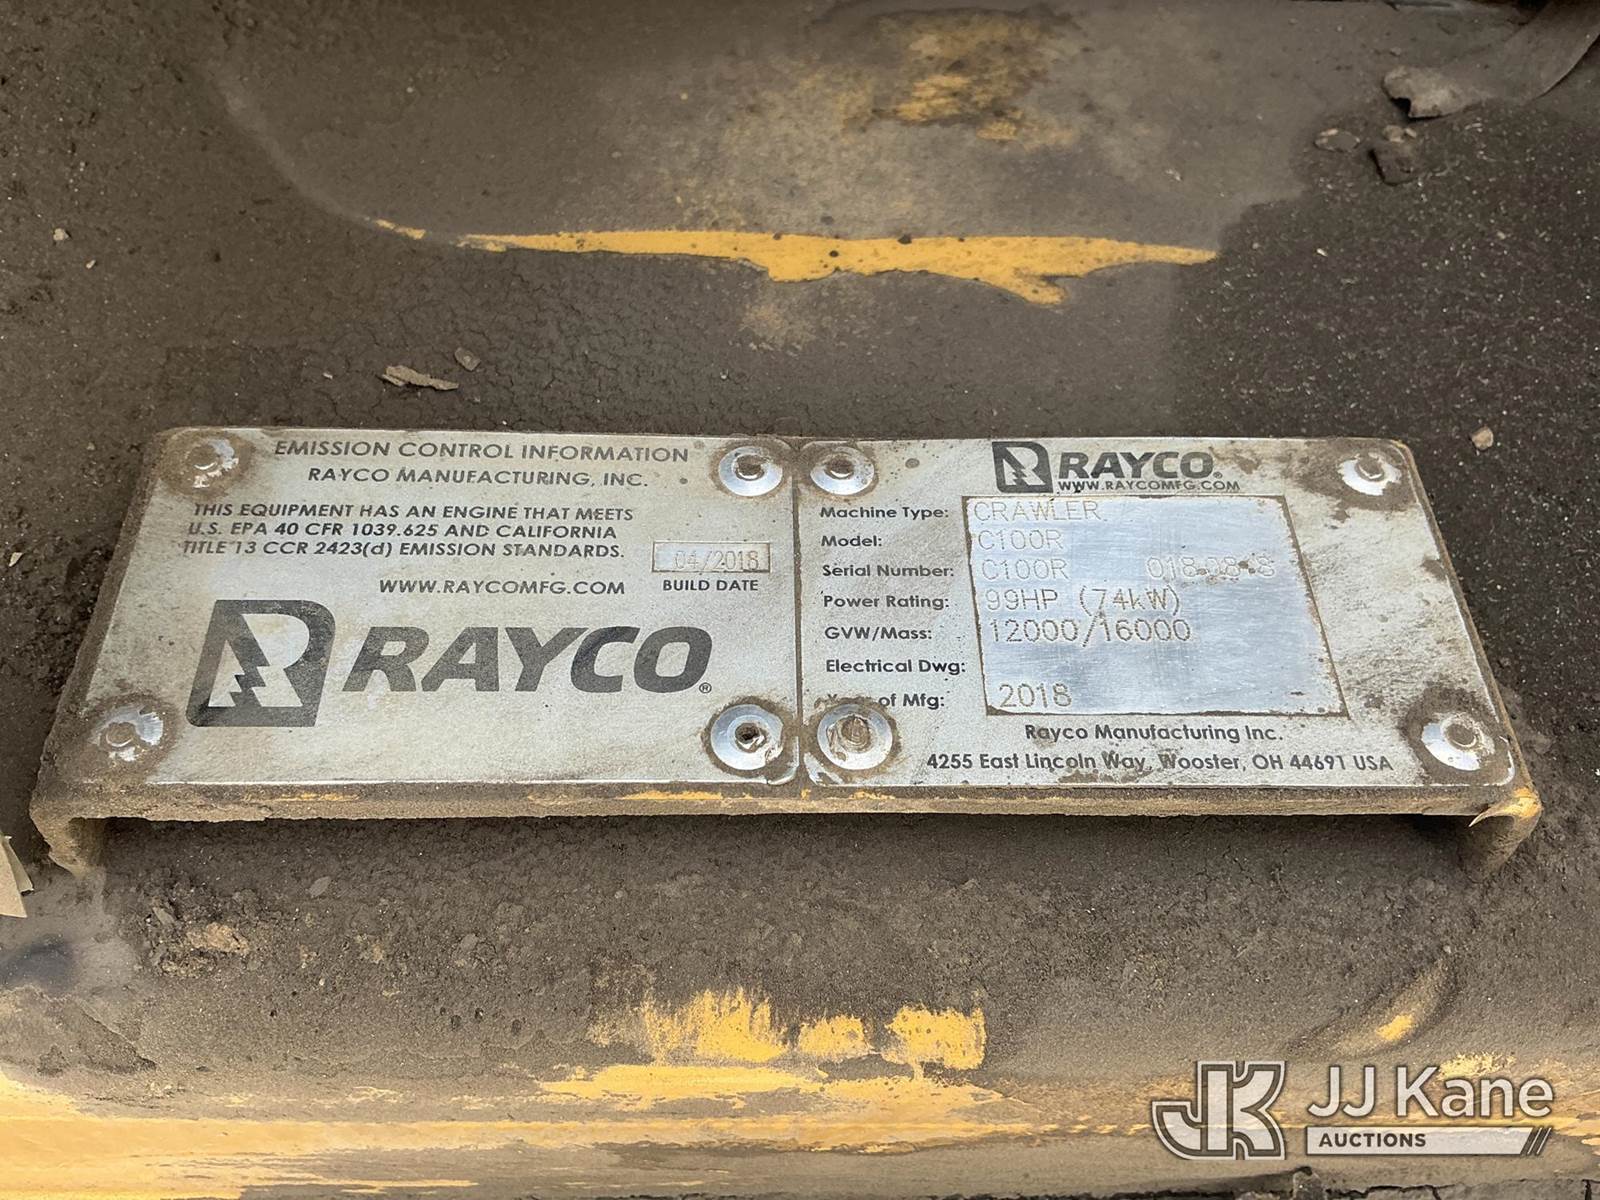 EMISSION CONTROL INFORMATION
RAYCO MANUFACTURING, INC.
THIS EQUIPMENT HAS AN ENGINE THAT MEETS
U.S. EPA 40 CFR 1039.625 AND CALIFORNIA
TITLE 13 CCR 2423(d) EMISSION STANDARDS.
04/2018
BUILD DATE
WWW.RAYCOMFG.COM
RAYCO®
RAYCO®
WWW.RAYCOMFG.COM
Machine Type: CRAWLER
Model: C100R
Serial Number: C100R
Power Rating: 99HP (74kW)
GVW/Mass: 12000/16000
Electrical Dwg:
Year of Mfg: 2018
Rayco Manufacturing Inc.
4255 East Lincoln Way, Wooster, OH 44691 USA
JK JJ Kane
AUCTIONS